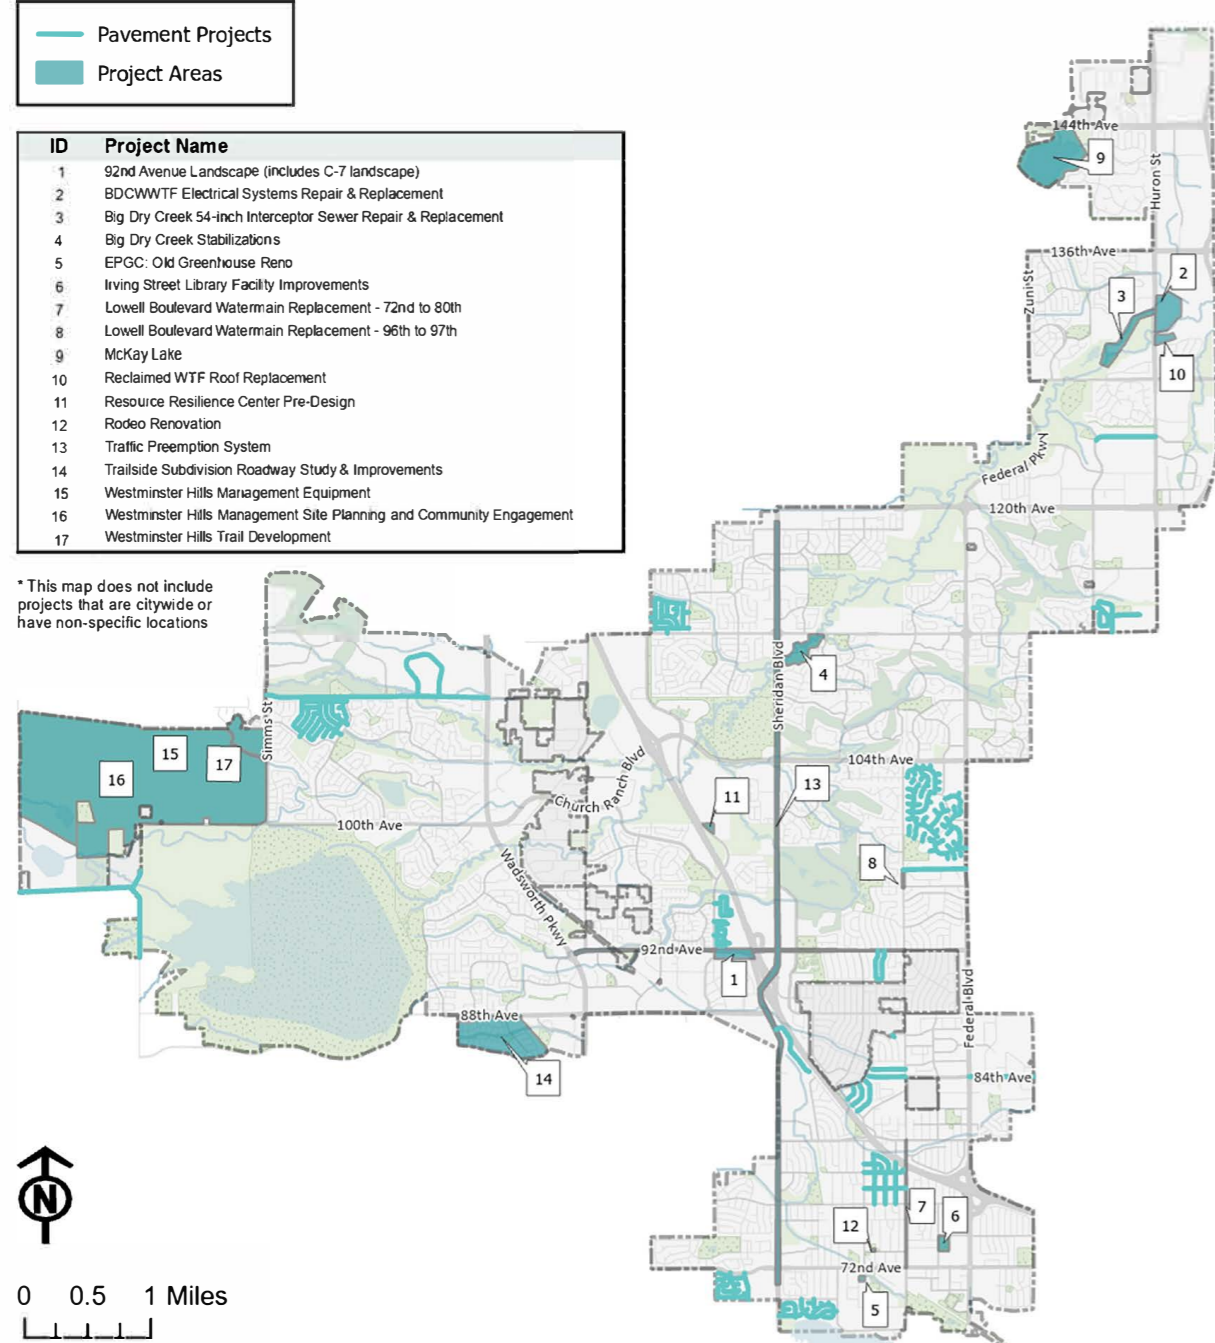 Pavement Projects
Project Areas
ID Project Name
1 92nd Avenue Landscape (includes C-7 landscape)
2 BDCWWTF Electrical Systems Repair & Replacement
3 Big Dry Creek 54-inch Interceptor Sewer Repair & Replacement
4 Big Dry Creek Stabilizations
5 EPGC: Old Greenhouse Reno
6 Irving Street Library Facility Improvements
7 Lowell Boulevard Watermain Replacement - 72nd to 80th
8 Lowell Boulevard Watermain Replacement - 96th to 97th
9 McKay Lake
10 Reclaimed WTF Roof Replacement
11 Resource Resilience Center Pre-Design
12 Rodeo Renovation
13 Traffic Preemption System
14 Trailside Subdivision Roadway Study & Improvements
15 Westminster Hills Management Equipment
16 Westminster Hills Management Site Planning and Community Engagement
17 Westminster Hills Trail Development
* This map does not include
projects that are citywide or
have non-specific locations
144th Ave
9
Huron St
136th Ave
Zuni St
2
3
10
Federal Pkwy
120th Ave
Sheridan Blvd
4
Simms St
15
17
16
104th Ave
Church Ranch Blvd
11
13
100th Ave
8
Wadsworth Pkwy
92nd Ave
1
Federal Blvd
88th Ave
14
84th Ave
7
6
12
72nd Ave
5
N
0 0.5 1 Miles